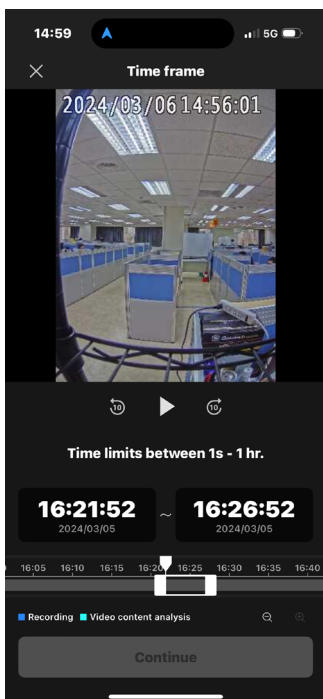 14:59
5G
Time frame
2024/03/06 14:56:01
10
10
Time limits between 1s - 1 hr.
16:21:52 ~ 16:26:52
2024/03/05 2024/03/05
16:05 16:10 16:15 16:20 16:25 16:30 16:35 16:40
Recording Video content analysis
Continue